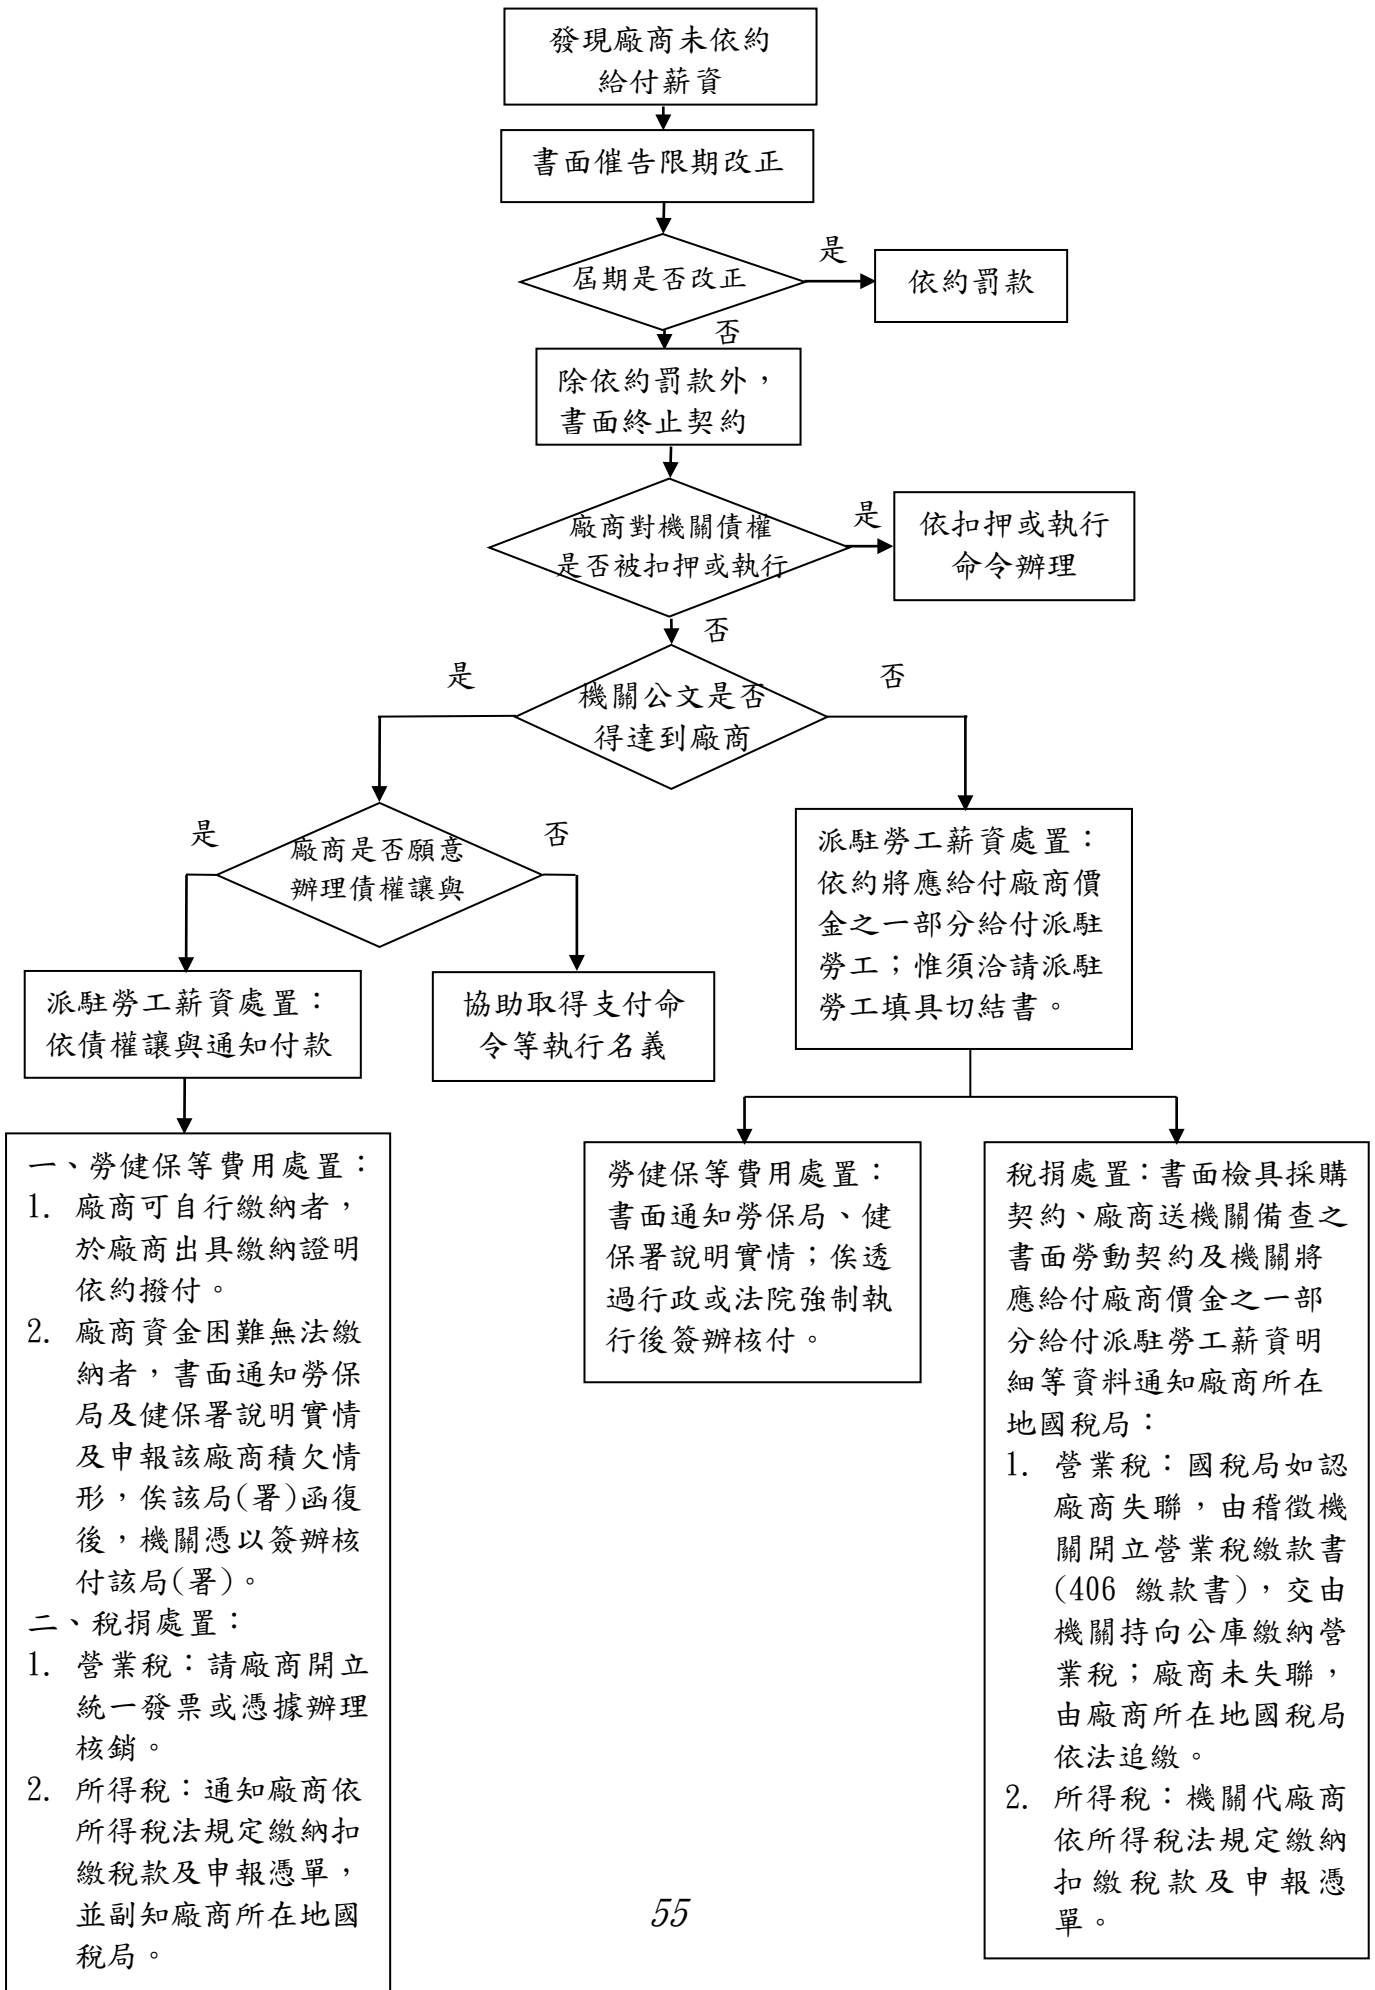 發現廠商未依約
給付薪資
書面催告限期改正
屆期是否改正
是
依約罰款
否
除依約罰款外，
書面終止契約
廠商對機關債權
是否被扣押或執行
是
依扣押或執行
命令辦理
否
機關公文是否
得達到廠商
是
否
廠商是否願意
辦理債權讓與
是
否
派駐勞工薪資處置：
依債權讓與通知付款
協助取得支付命
令等執行名義
派駐勞工薪資處置：
依約將應給付廠商價
金之一部分給付派駐
勞工；惟須洽請派駐
勞工填具切結書。
一、勞健保等費用處置：
1. 廠商可自行繳納者，
於廠商出具繳納證明
依約撥付。
2. 廠商資金困難無法繳
納者，書面通知勞保
局及健保署說明實情
及申報該廠商積欠情
形，俟該局(署)函復
後，機關憑以簽辦核
付該局(署)。
二、稅捐處置：
1. 營業稅：請廠商開立
統一發票或憑據辦理
核銷。
2. 所得稅：通知廠商依
所得稅法規定繳納扣
繳稅款及申報憑單，
並副知廠商所在地國
稅局。
勞健保等費用處置：
書面通知勞保局、健
保署說明實情；俟透
過行政或法院強制執
行後簽辦核付。
稅捐處置：書面檢具採購
契約、廠商送機關備查之
書面勞動契約及機關將
應給付廠商價金之一部
分給付派駐勞工薪資明
細等資料通知廠商所在
地國稅局：
1. 營業稅：國稅局如認
廠商失聯，由稽徵機
關開立營業稅繳款書
(406 繳款書)，交由
機關持向公庫繳納營
業稅；廠商未失聯，
由廠商所在地國稅局
依法追繳。
2. 所得稅：機關代廠商
依所得稅法規定繳納
扣繳稅款及申報憑
單。
55